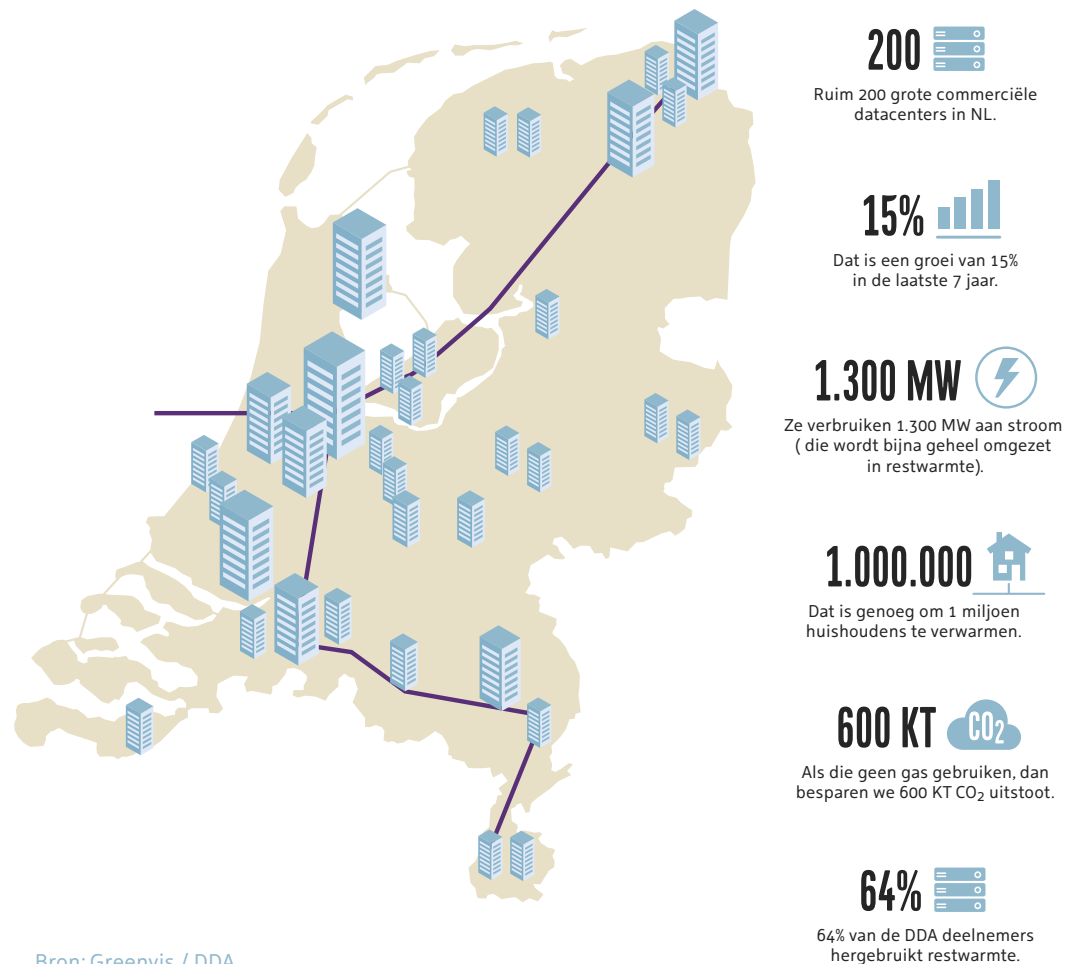 200
Ruim 200 grote commerciële
datacenters in NL.
15%
Dat is een groei van 15%
in de laatste 7 jaar.
1.300 MW
Ze verbruiken 1.300 MW aan stroom
( die wordt bijna geheel omgezet
in restwarmte).
1.000.000
Dat is genoeg om 1 miljoen
huishoudens te verwarmen.
600 KT
CO2
Als die geen gas gebruiken, dan
besparen we 600 KT CO2 uitstoot.
64%
64% van de DDA deelnemers
hergebruikt restwarmte.
Bron: Greenvis / DDA